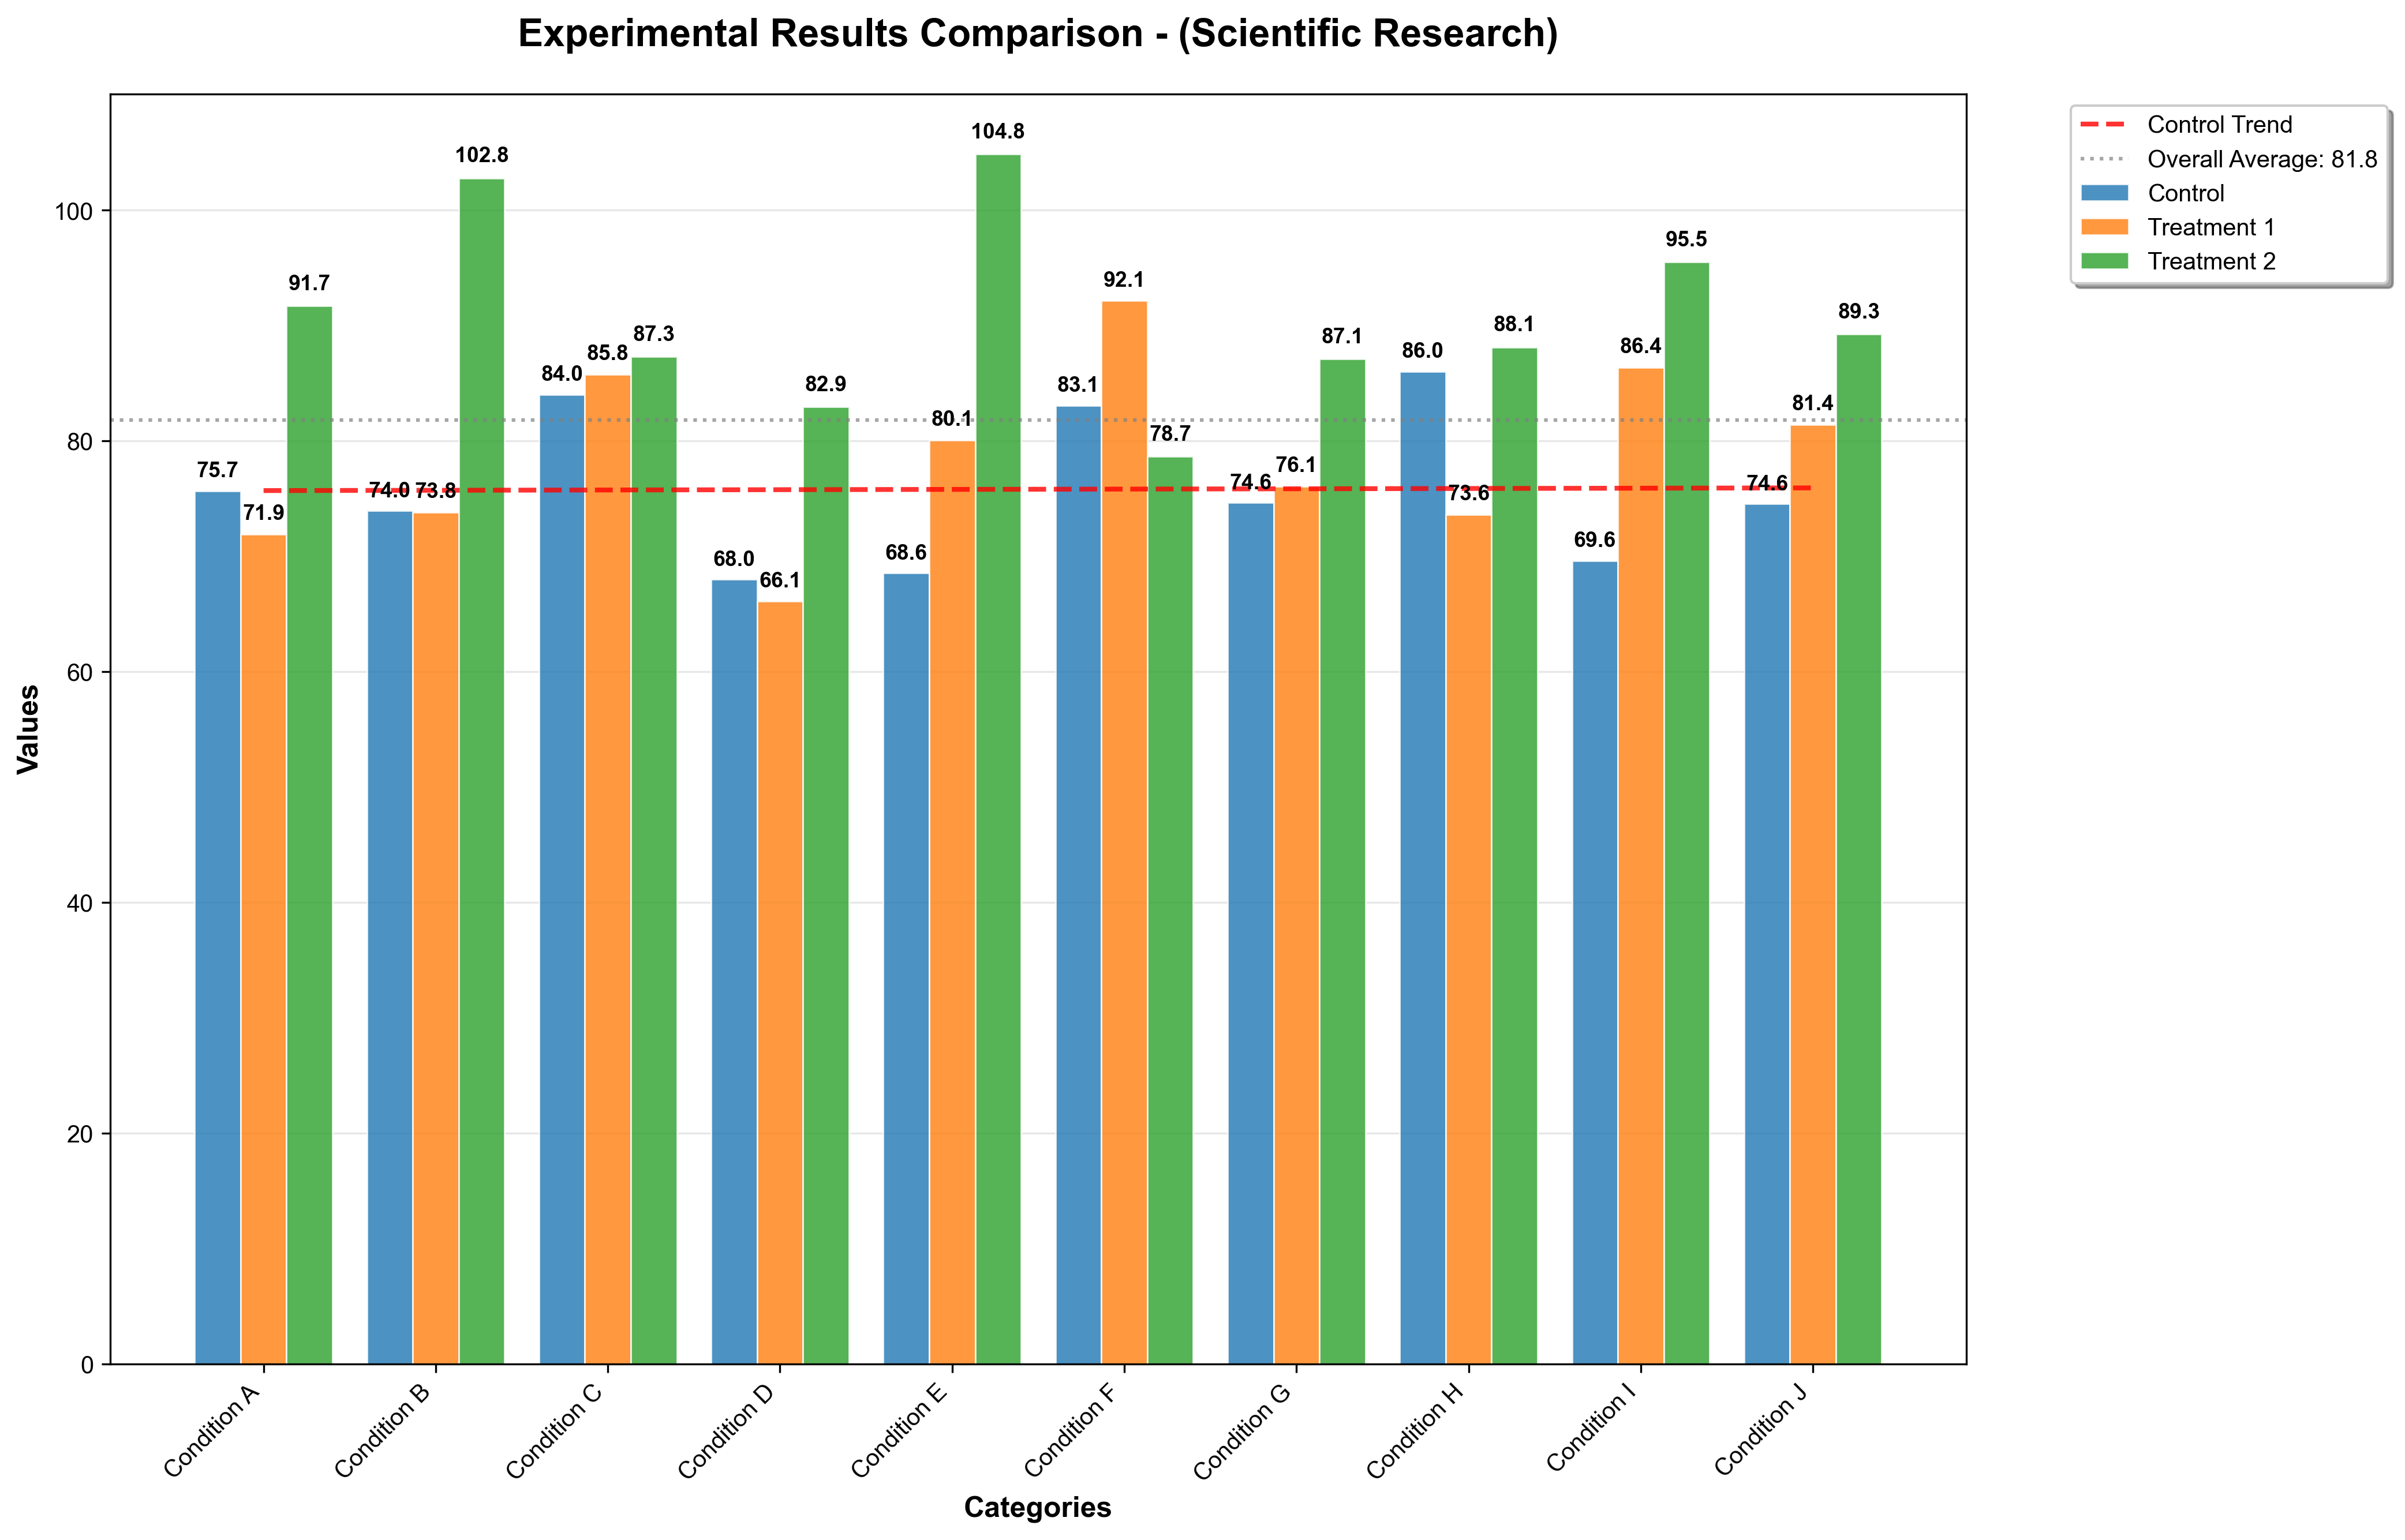 Experimental Results Comparison - (Scientific Research)
Control Trend
Overall Average: 81.8
Control
Treatment 1
Treatment 2
Values
100
80
60
40
20
0
75.7
71.9
91.7
74.0
73.8
102.8
84.0
85.8
87.3
68.0
66.1
82.9
68.6
80.1
104.8
83.1
92.1
78.7
74.6
76.1
87.1
86.0
73.6
88.1
69.6
86.4
95.5
74.6
81.4
89.3
Condition A
Condition B
Condition C
Condition D
Condition E
Condition F
Condition G
Condition H
Condition I
Condition J
Categories